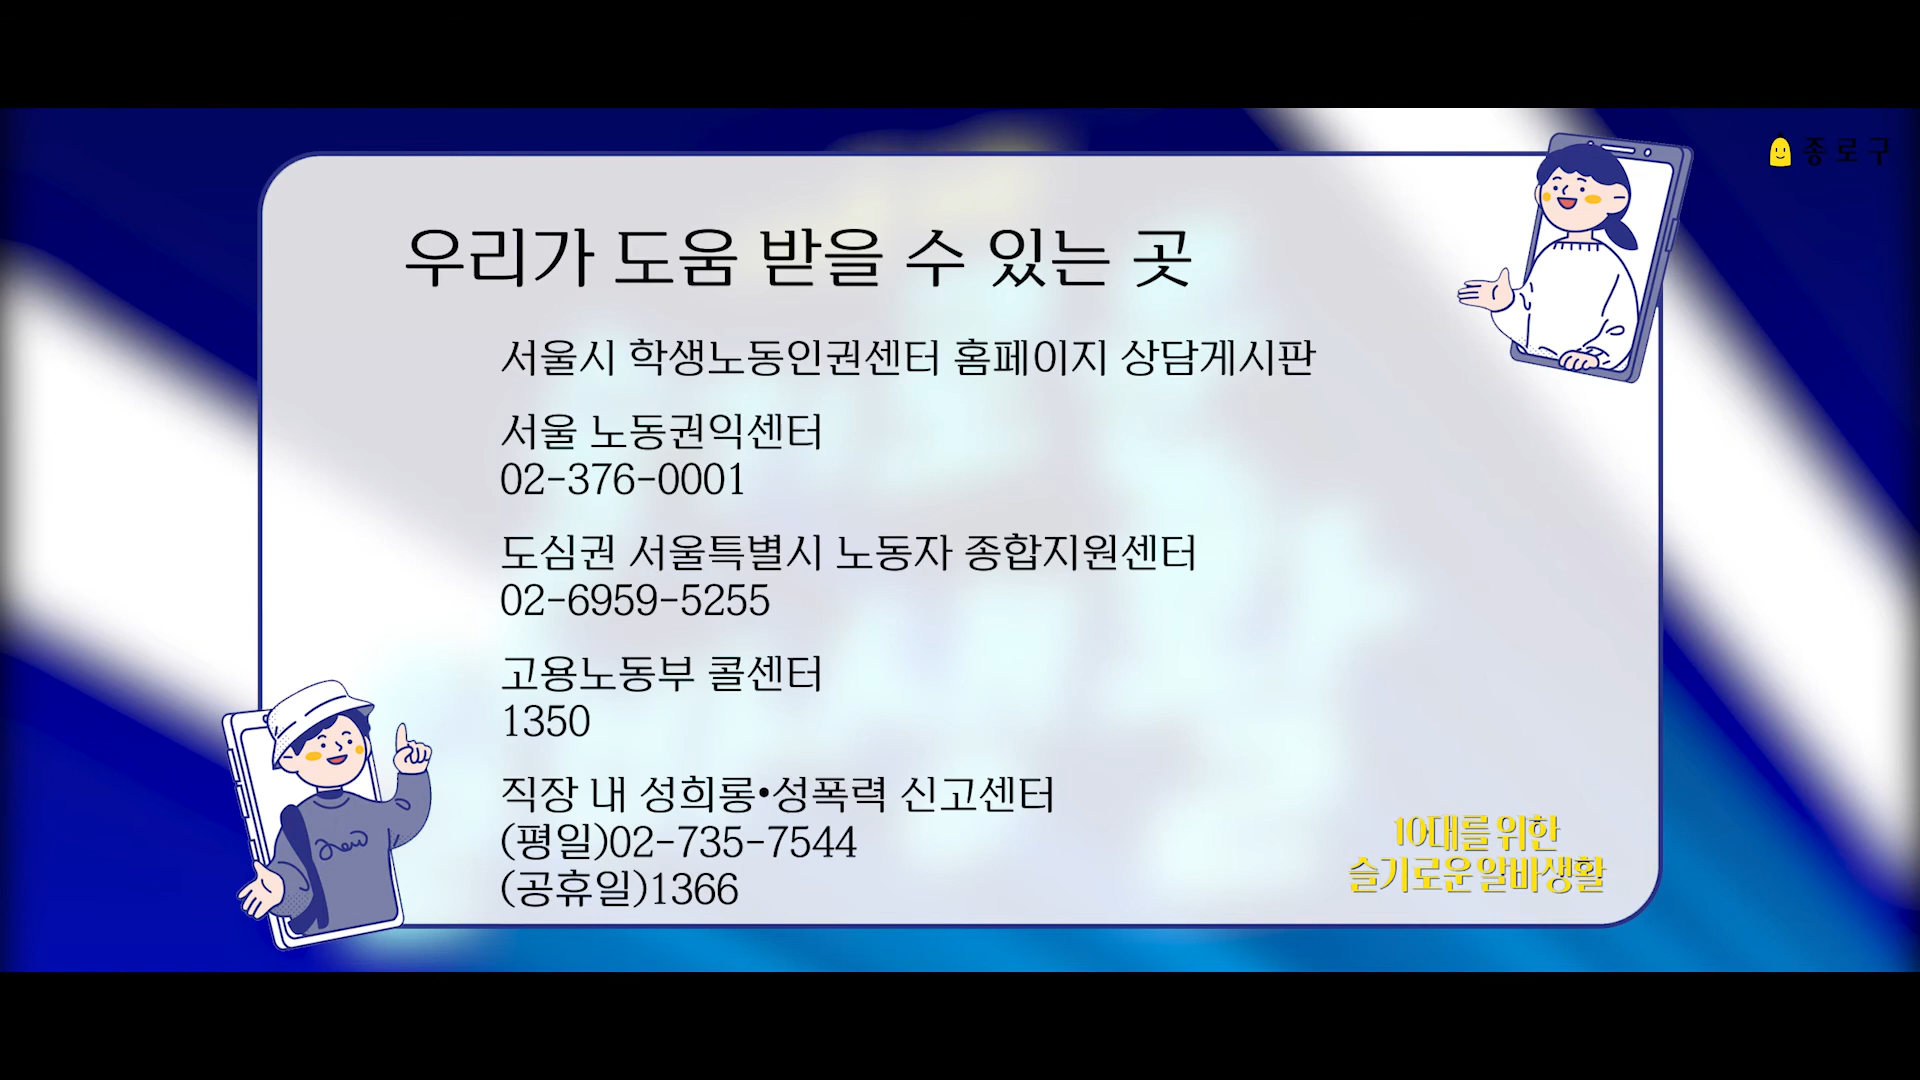 종로구
우리가 도움 받을 수 있는 곳
서울시 학생노동인권센터 홈페이지 상담게시판
서울 노동권익센터
02-376-0001
도심권 서울특별시 노동자 종합지원센터
02-6959-5255
고용노동부 콜센터
1350
직장 내 성희롱•성폭력 신고센터
(평일)02-735-7544
(공휴일)1366
10대를 위한
슬기로운 알바생활